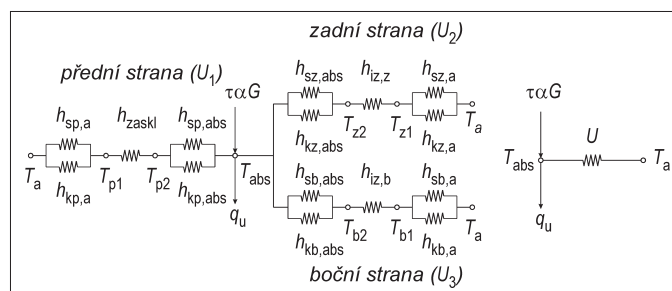 zadní strana (U2)
přední strana (U1)
ταG
hsz,abs hiz,z hsz,a
hsp,a hzaskl hsp,abs
Tz2 Tz1 Ta
hkz,abs hkz,a
ταG
U
Ta Tp1 Tp2 Tabs
hsb,abs hiz,b hsb,a
Tabs Ta
hkp,a hkp,abs
qu
Tb2 Tb1 Ta
qu
hkb,abs hkb,a
boční strana (U3)